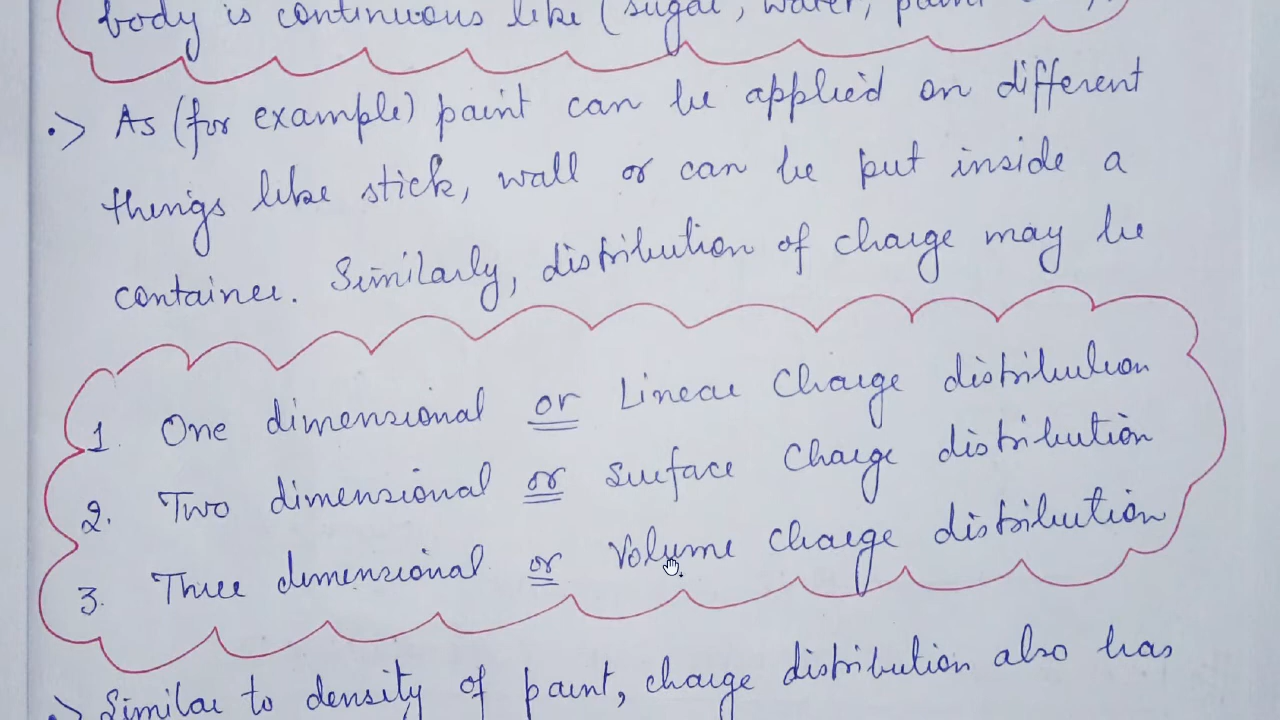 body is continuous like (sugar, water, paint
·> As (for example) paint can be applied on different
things like stick, wall or can be put inside a
container. Similarly, distribution of charge may be
1. One dimensional or Linear Charge distribution
2. Two dimensional or Surface Charge distribution
3. Three dimensional or Volume Charge distribution
·> Similar to density of paint, charge distribution also has